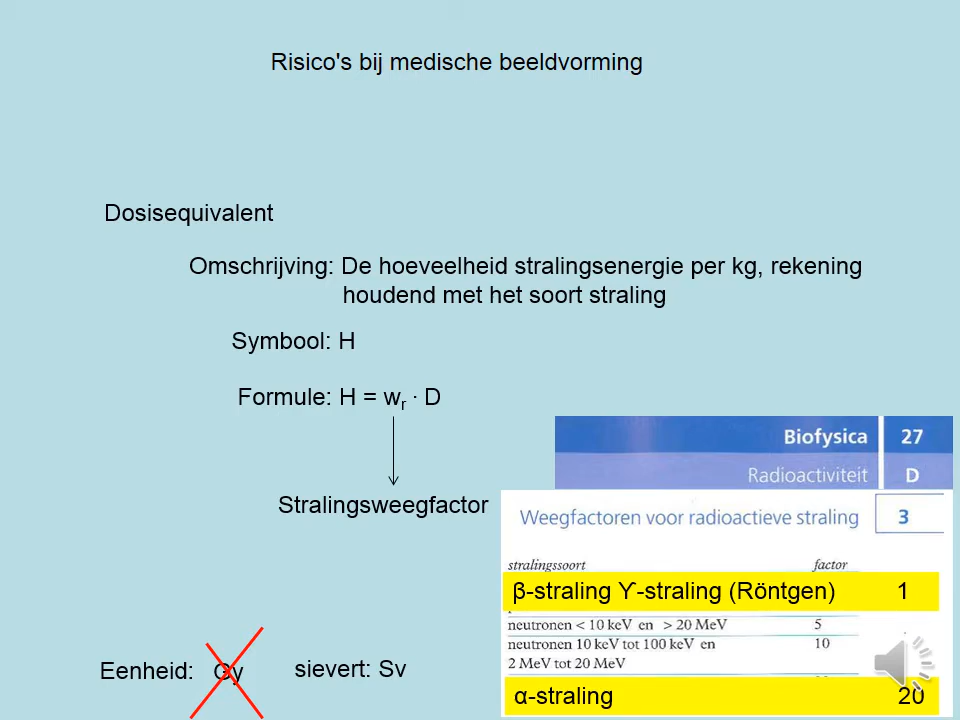 Risico's bij medische beeldvorming
Dosisequivalent
Omschrijving: De hoeveelheid stralingsenergie per kg, rekening
houdend met het soort straling
Symbool: H
Formule: H = wr · D
Stralingsweegfactor
Biofysica 27
Radioactiviteit D
Weegfactoren voor radioactieve straling 3
stralingssoort factor
β-straling ϒ-straling (Röntgen) 1
neutronen < 10 keV en > 20 MeV 5
neutronen 10 keV tot 100 keV en 10
2 MeV tot 20 MeV
α-straling 20
Eenheid: Gy sievert: Sv